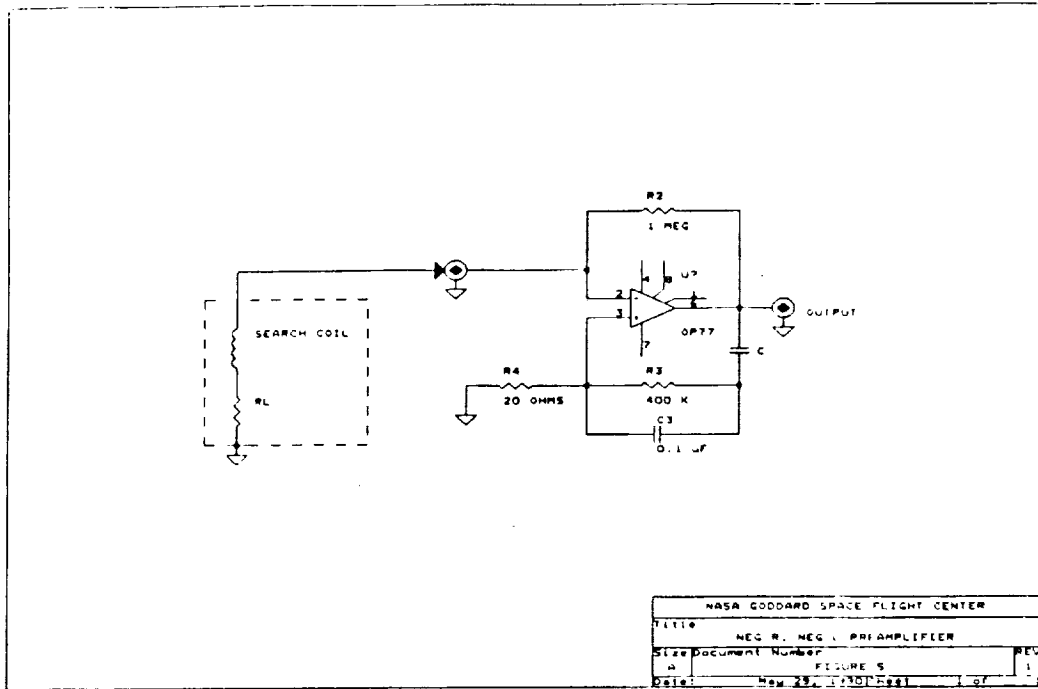 R2
1 MEG
4
8
U?
2
3
6
7
OP77
OUTPUT
C
SEARCH COIL
RL
R4
20 OHMS
R3
400 K
C3
0.1 uF
NASA GODDARD SPACE FLIGHT CENTER
Title
NEG R, NEG L PREAMPLIFIER
Size Document Number REV
A FIGURE 5 1
Date: May 29, Sheet 1 of